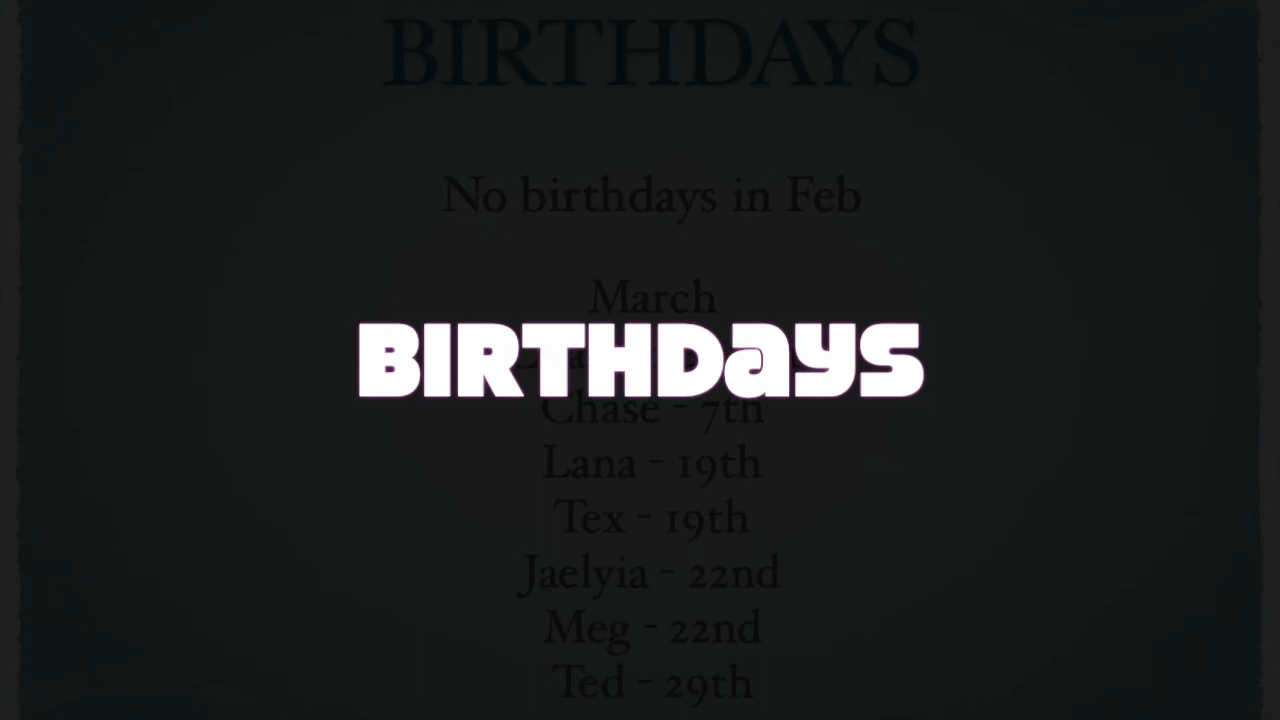 BIRTHDAYS
No birthdays in Feb
March
BIRTHDAYS
Chase - 7th
Lana - 19th
Tex - 19th
Jaelyia - 22nd
Meg - 22nd
Ted - 29th